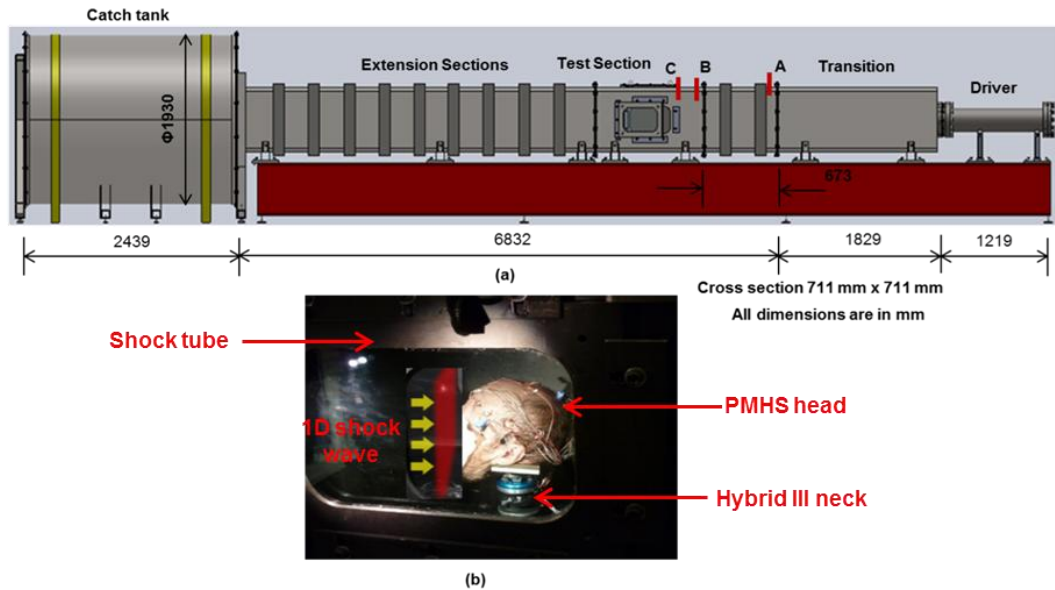 Catch tank
Extension Sections
Test Section
C
B
A
Transition
Driver
Φ1930
673
2439
6832
1829
1219
(a)
Cross section 711 mm x 711 mm
All dimensions are in mm
Shock tube
1D shock
wave
PMHS head
Hybrid III neck
(b)